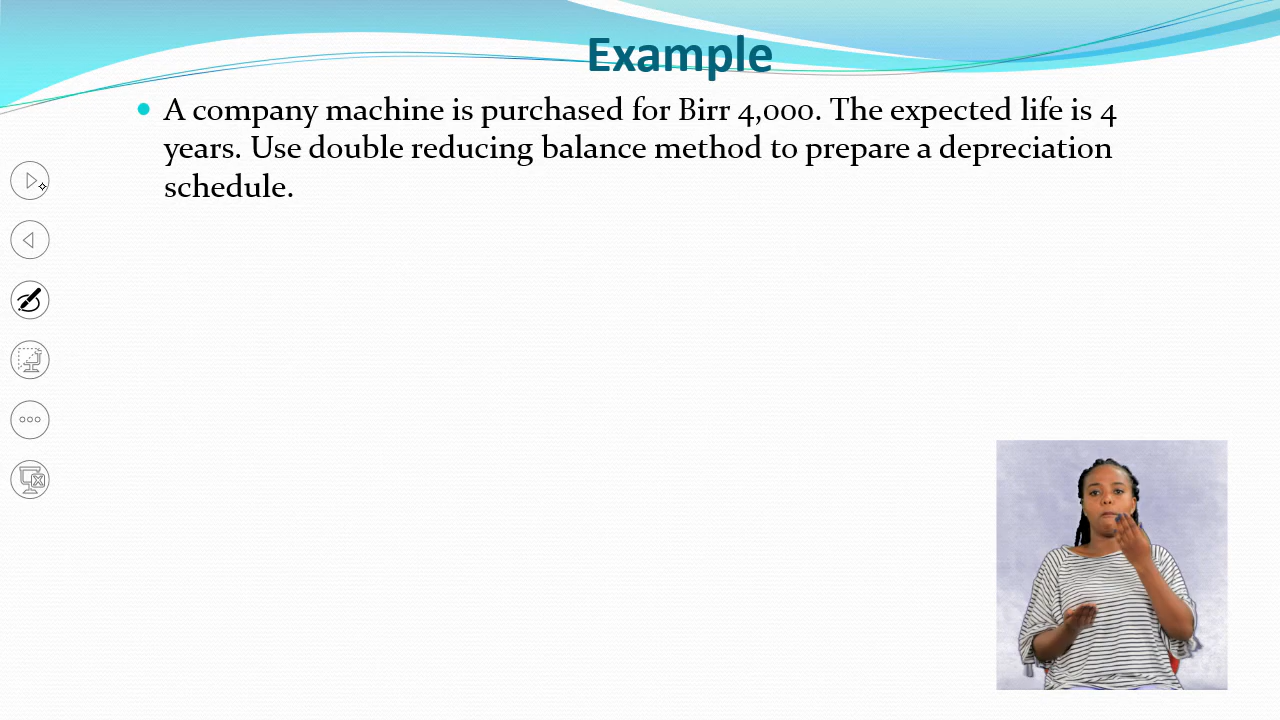 Example
A company machine is purchased for Birr 4,000. The expected life is 4
years. Use double reducing balance method to prepare a depreciation
schedule.